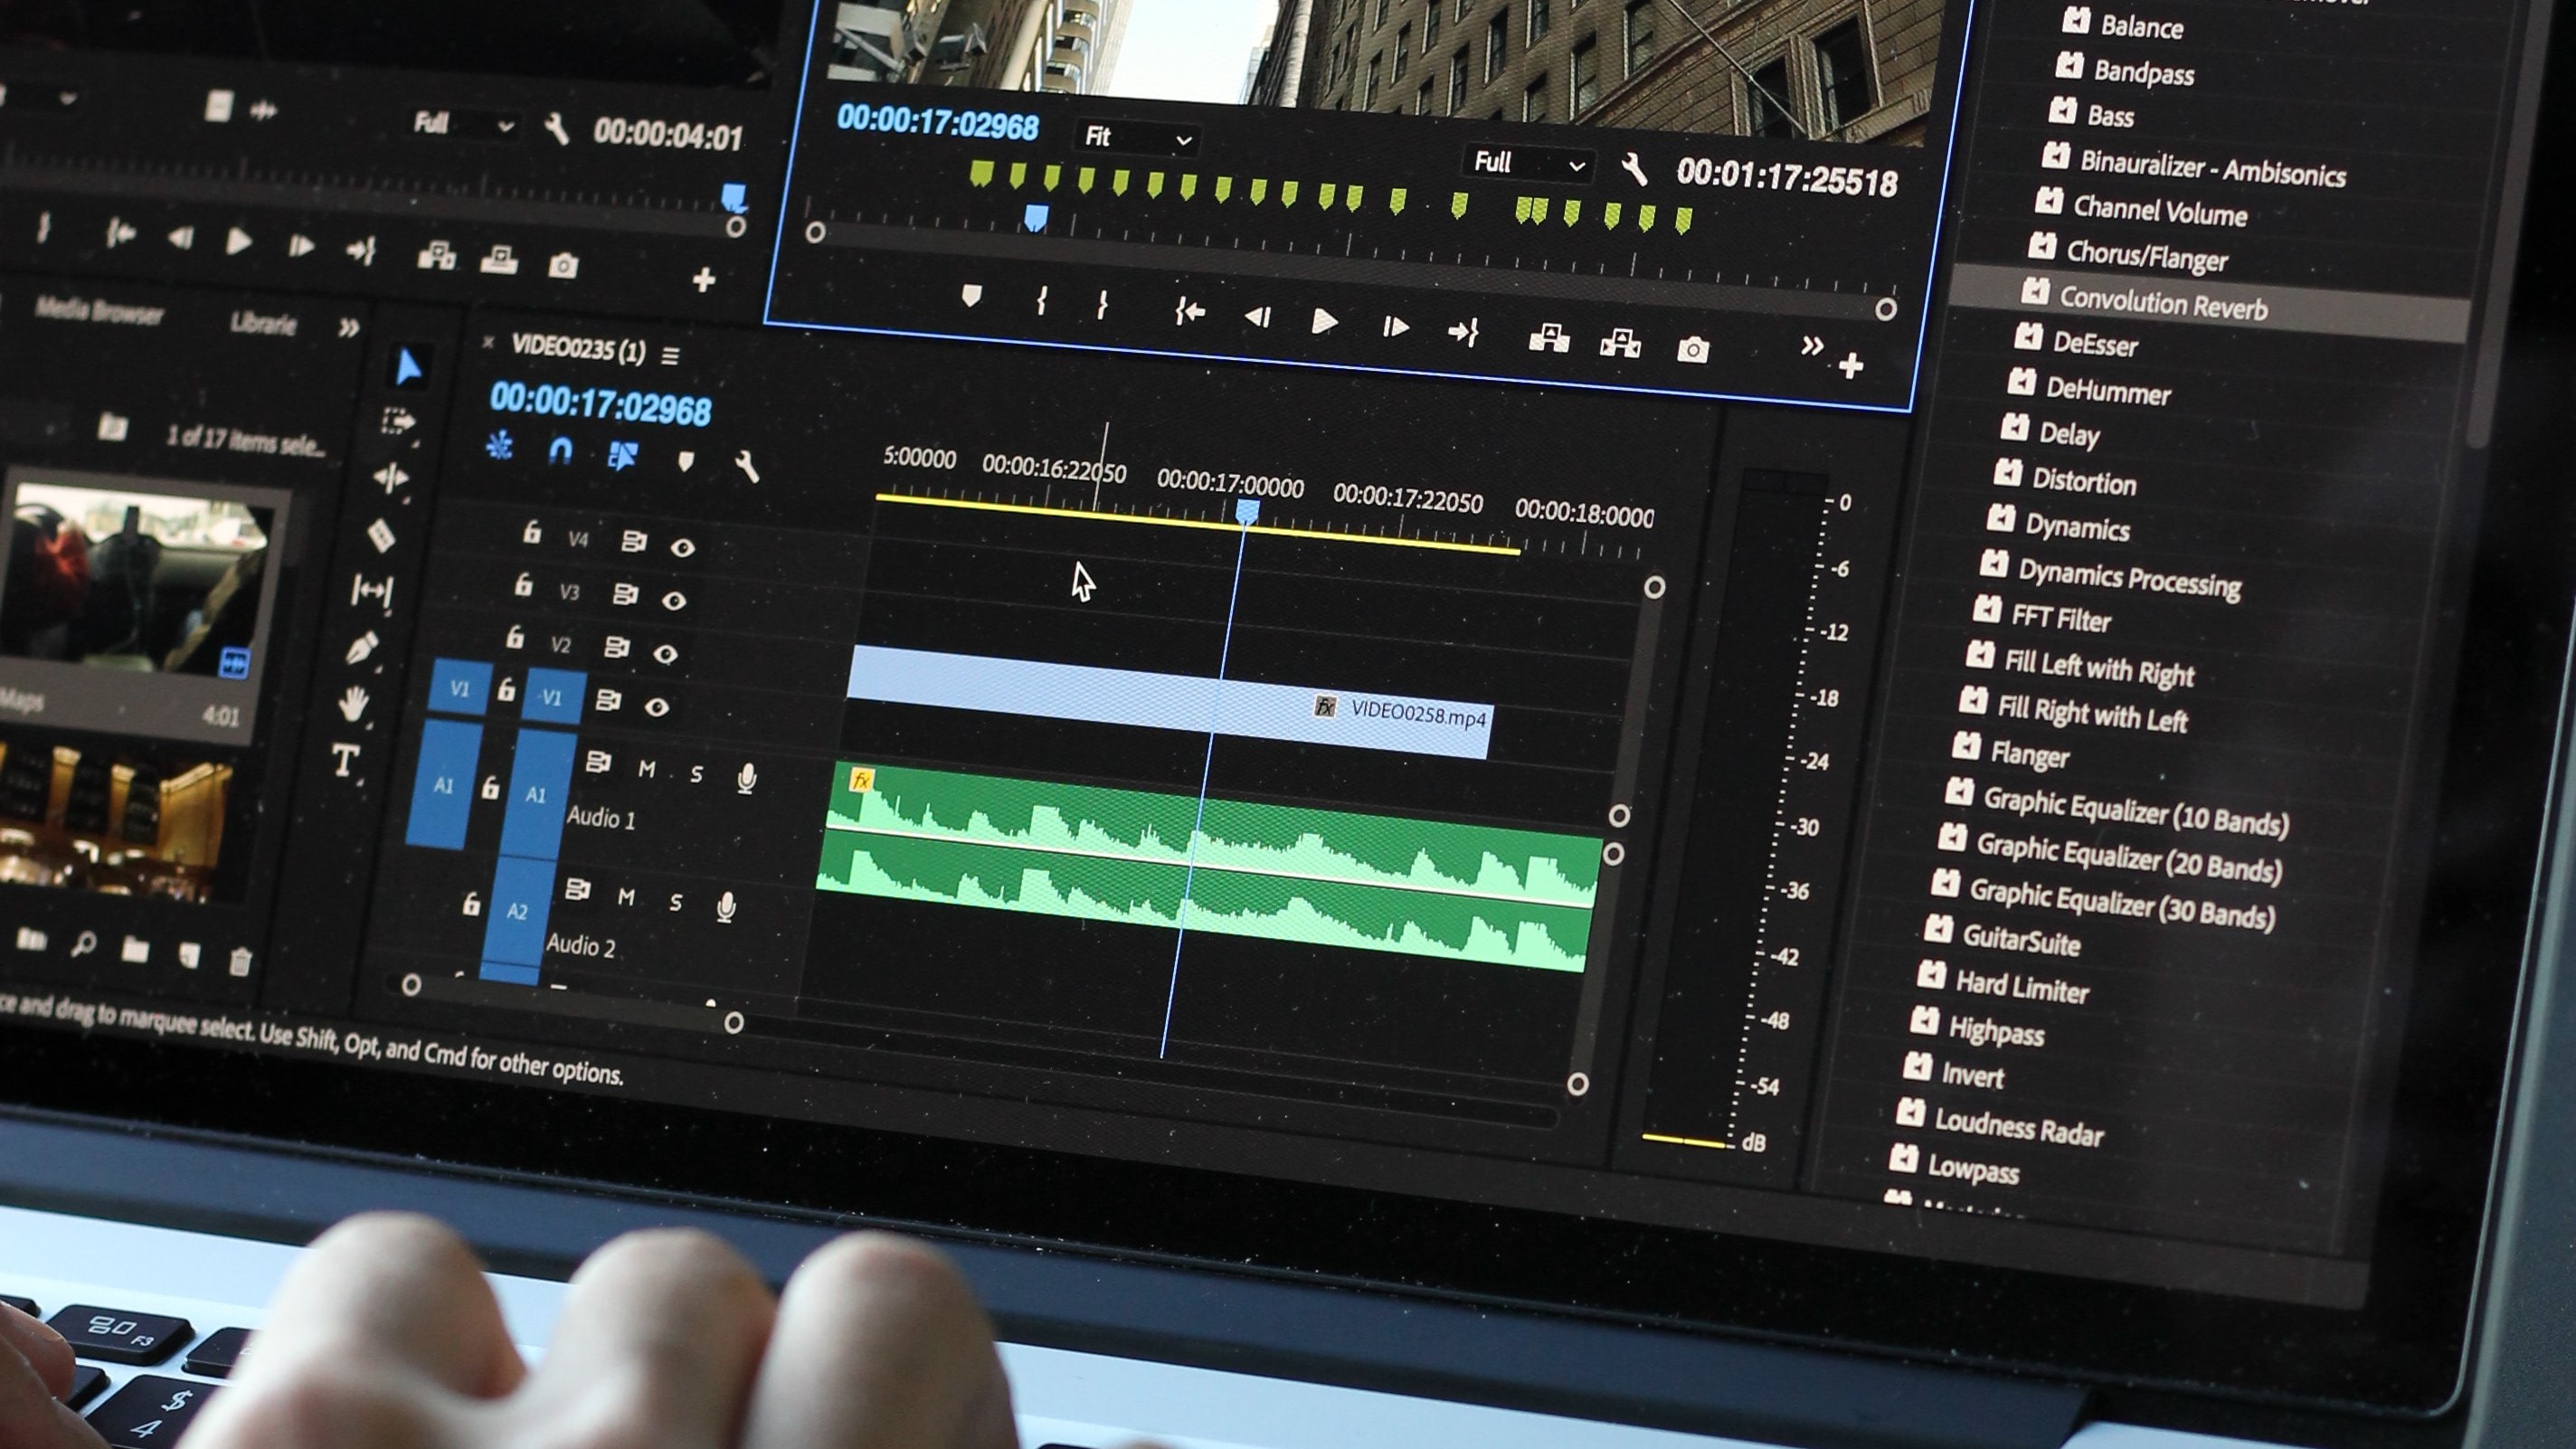 Full
00:00:04:01
00:00:17:02968
Fit
Full
00:01:17:25518
Media Browser
Librarie
1 of 17 items sele...
Maps
4:01
VIDEO0235 (1)
00:00:17:02968
5:00000
00:00:16:22050
00:00:17:00000
00:00:17:22050
00:00:18:0000
V4
V3
V2
V1
V1
fx
VIDEO0258.mp4
A1
A1
M
S
Audio 1
fx
A2
M
S
Audio 2
ce and drag to marquee select. Use Shift, Opt, and Cmd for other options.
0
-6
-12
-18
-24
-30
-36
-42
-48
-54
dB
Balance
Bandpass
Bass
Binauralizer - Ambisonics
Channel Volume
Chorus/Flanger
Convolution Reverb
DeEsser
DeHummer
Delay
Distortion
Dynamics
Dynamics Processing
FFT Filter
Fill Left with Right
Fill Right with Left
Flanger
Graphic Equalizer (10 Bands)
Graphic Equalizer (20 Bands)
Graphic Equalizer (30 Bands)
GuitarSuite
Hard Limiter
Highpass
Invert
Loudness Radar
Lowpass
F3
$
4